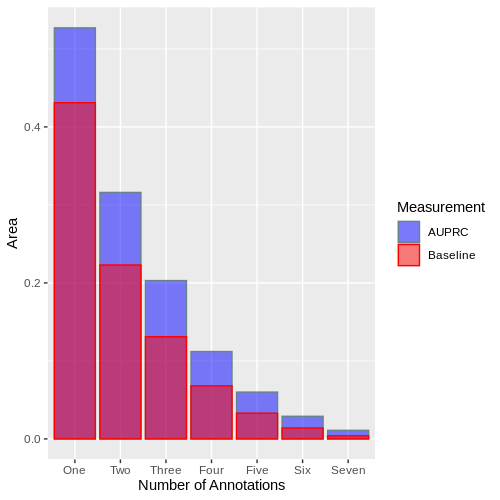 Area
0.4
0.2
0.0
One Two Three Four Five Six Seven
Number of Annotations
Measurement
AUPRC
Baseline